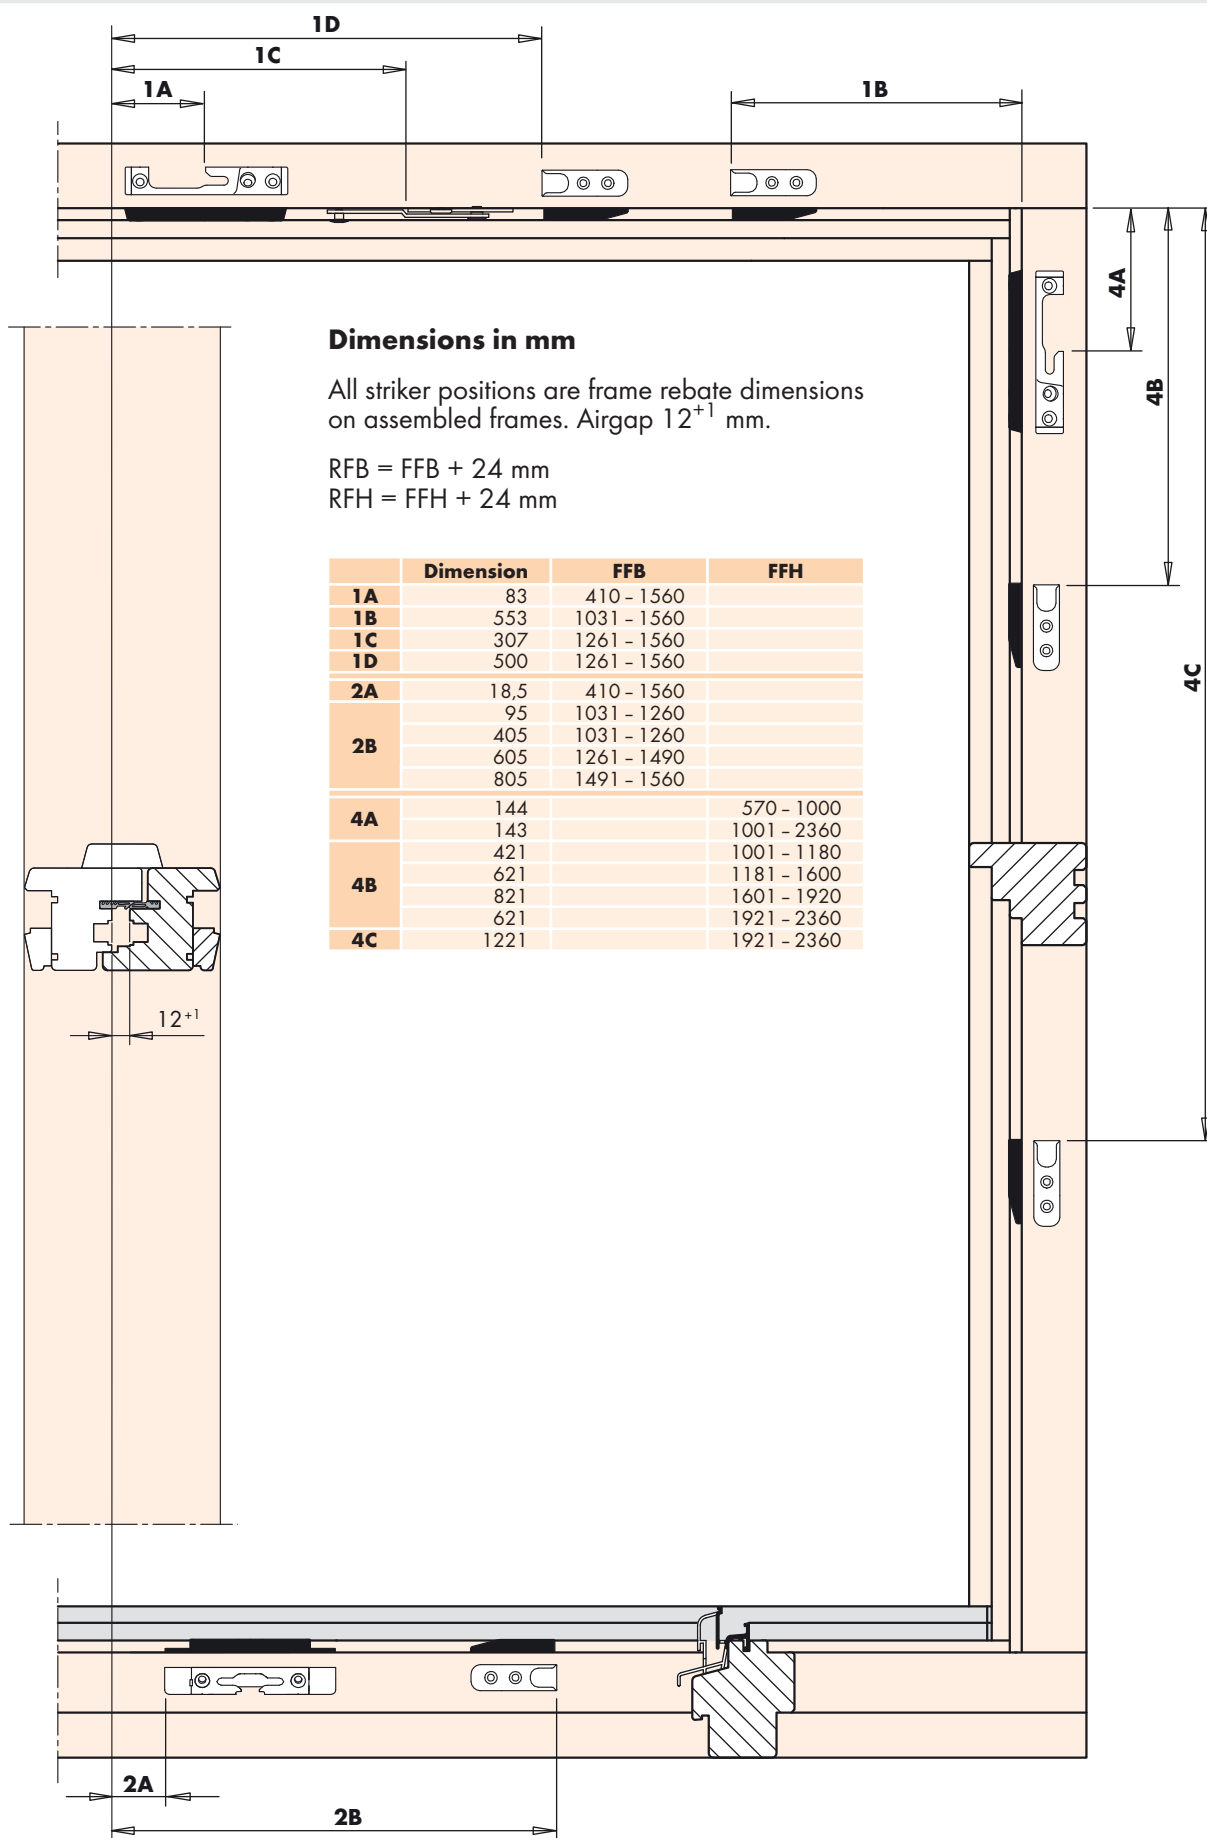 1D
1C
1A
1B
4A
4B
4C
Dimensions in mm
All striker positions are frame rebate dimensions
on assembled frames. Airgap 12⁺¹ mm.
RFB = FFB + 24 mm
RFH = FFH + 24 mm
Dimension FFB FFH
1A 83 410 – 1560
1B 553 1031 – 1560
1C 307 1261 – 1560
1D 500 1261 – 1560
2A 18,5 410 – 1560
2B 95 1031 – 1260
405 1031 – 1260
605 1261 – 1490
805 1491 – 1560
4A 144 570 – 1000
143 1001 – 2360
4B 421 1001 – 1180
621 1181 – 1600
821 1601 – 1920
621 1921 – 2360
4C 1221 1921 – 2360
12⁺¹
2A
2B